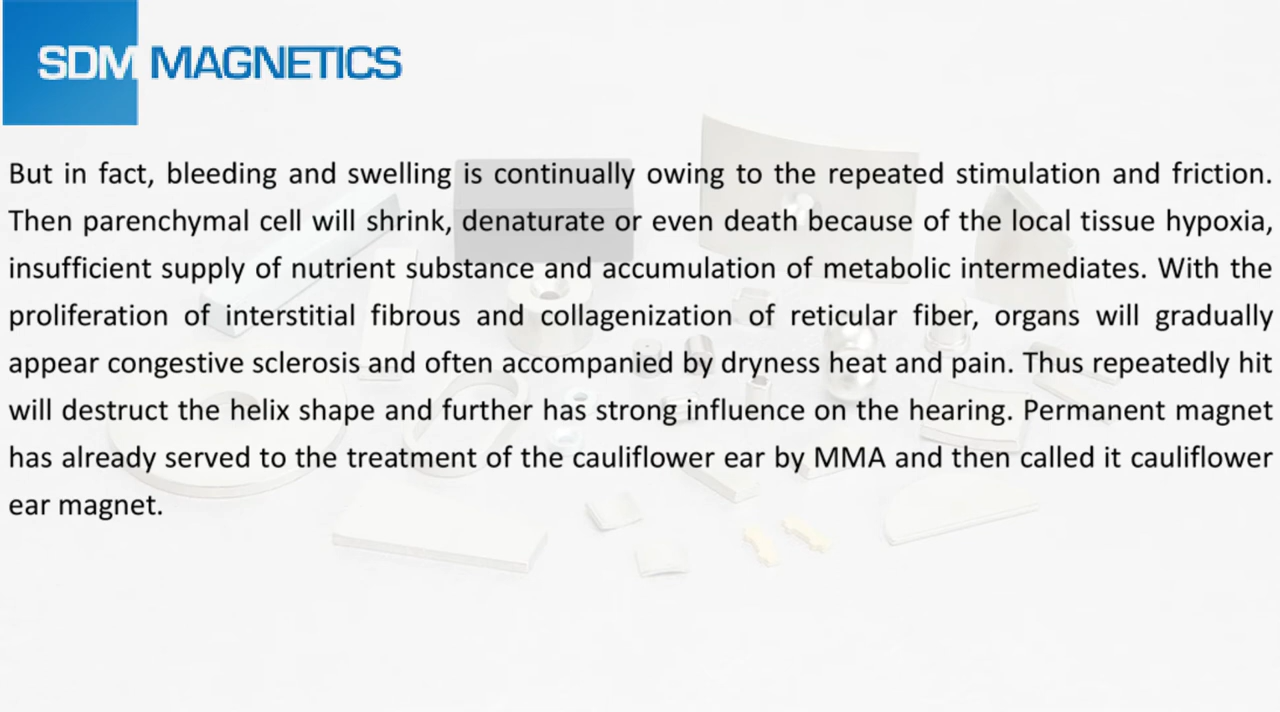 SDM MAGNETICS
But in fact, bleeding and swelling is continually owing to the repeated stimulation and friction.
Then parenchymal cell will shrink, denaturate or even death because of the local tissue hypoxia,
insufficient supply of nutrient substance and accumulation of metabolic intermediates. With the
proliferation of interstitial fibrous and collagenization of reticular fiber, organs will gradually
appear congestive sclerosis and often accompanied by dryness heat and pain. Thus repeatedly hit
will destruct the helix shape and further has strong influence on the hearing. Permanent magnet
has already served to the treatment of the cauliflower ear by MMA and then called it cauliflower
ear magnet.